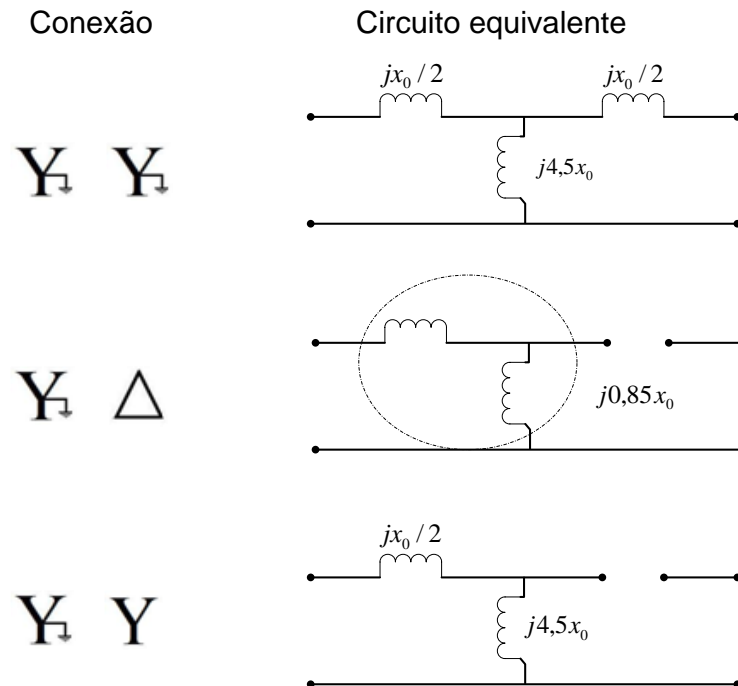 Conexão Circuito equivalente
jx₀ / 2 jx₀ / 2
Y Y j4,5x₀
Y Δ j0,85x₀
jx₀ / 2
Y Y j4,5x₀